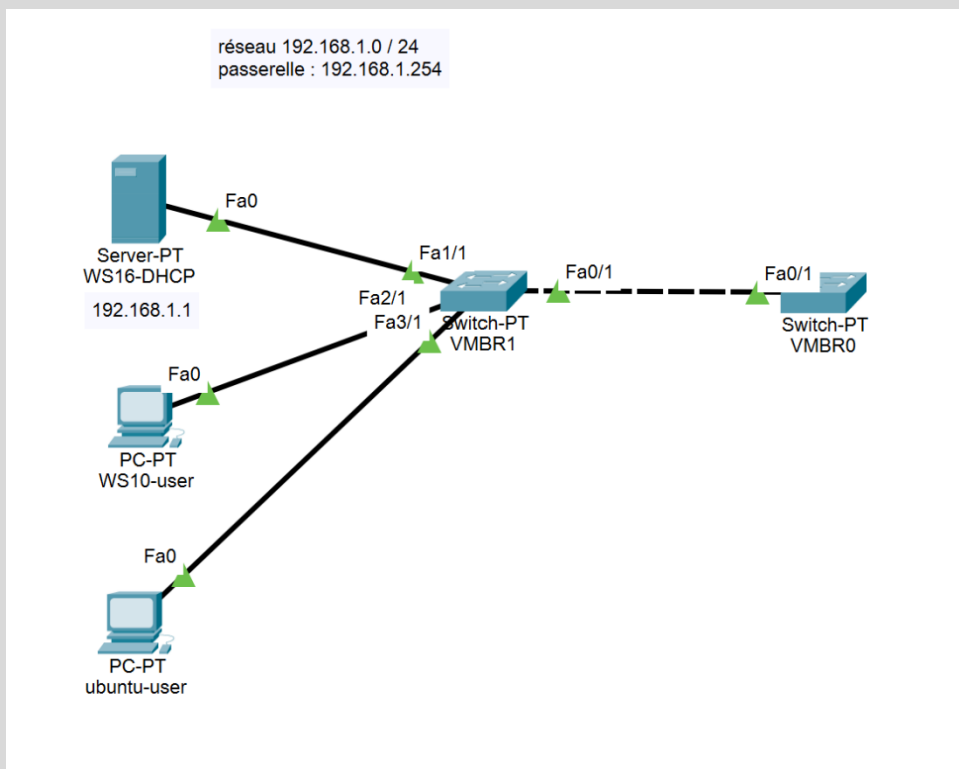 réseau 192.168.1.0 / 24
passerelle : 192.168.1.254
Fa0
Server-PT
WS16-DHCP
192.168.1.1
Fa1/1
Fa2/1
Fa3/1
Fa0/1
Switch-PT
VMBR1
Fa0/1
Switch-PT
VMBR0
Fa0
PC-PT
WS10-user
Fa0
PC-PT
ubuntu-user